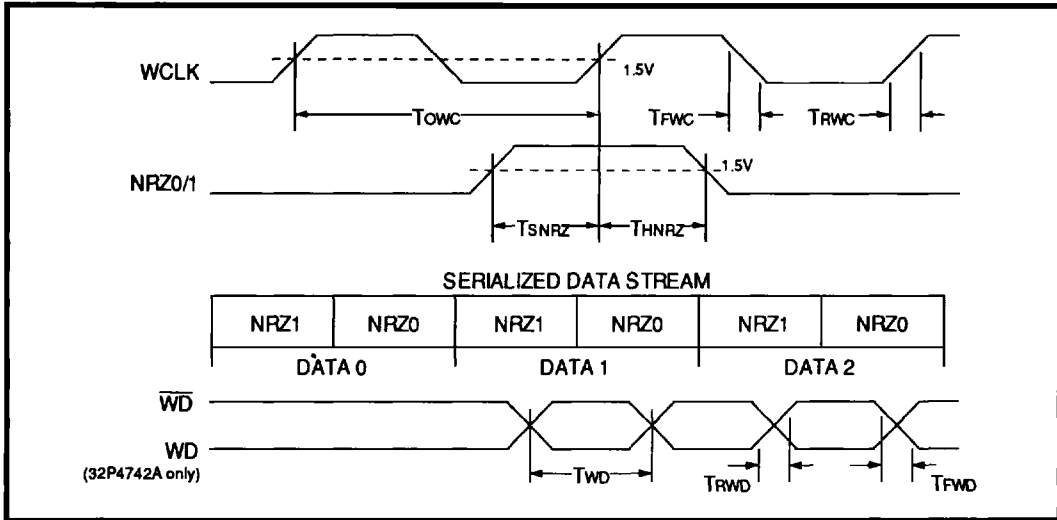 WCLK
1.5V
TOWC
TFWC
TRWC
NRZ0/1
1.5V
TSNRZ
THNRZ
SERIALIZED DATA STREAM
NRZ1 NRZ0 NRZ1 NRZ0 NRZ1 NRZ0
DATA 0 DATA 1 DATA 2
WD
WD
(32P4742A only)
TWD
TRWD
TFWD